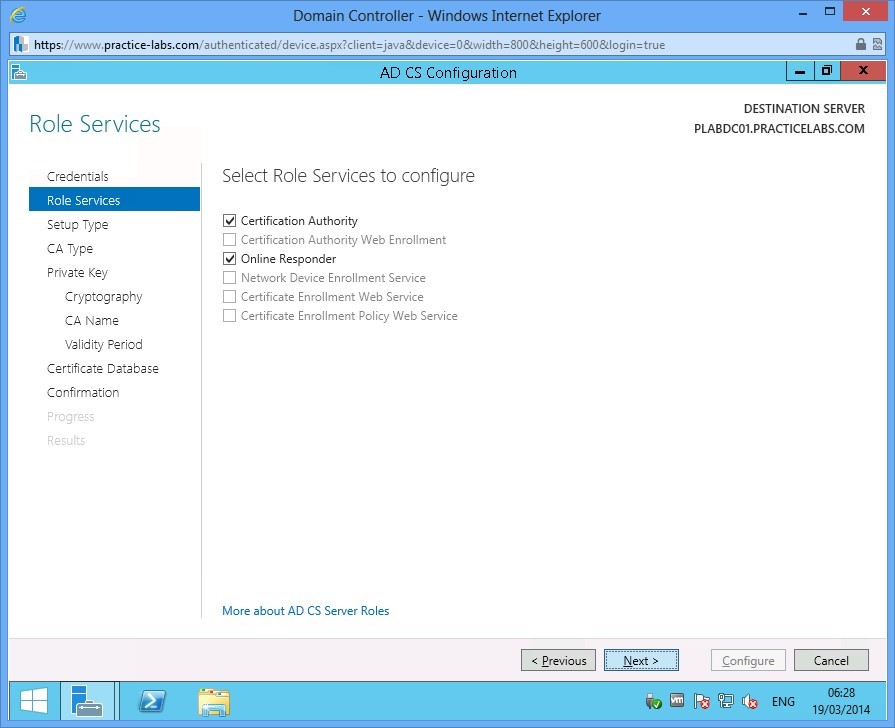 Domain Controller - Windows Internet Explorer
https://www.practice-labs.com/authenticated/device.aspx?client=java&device=0&width=800&height=600&login=true
AD CS Configuration
Role Services
DESTINATION SERVER
PLABDC01.PRACTICELABS.COM
Credentials
Role Services
Setup Type
CA Type
Private Key
Cryptography
CA Name
Validity Period
Certificate Database
Confirmation
Progress
Results
Select Role Services to configure
Certification Authority
Certification Authority Web Enrollment
Online Responder
Network Device Enrollment Service
Certificate Enrollment Web Service
Certificate Enrollment Policy Web Service
More about AD CS Server Roles
< Previous
Next >
Configure
Cancel
vm
ENG
06:28
19/03/2014